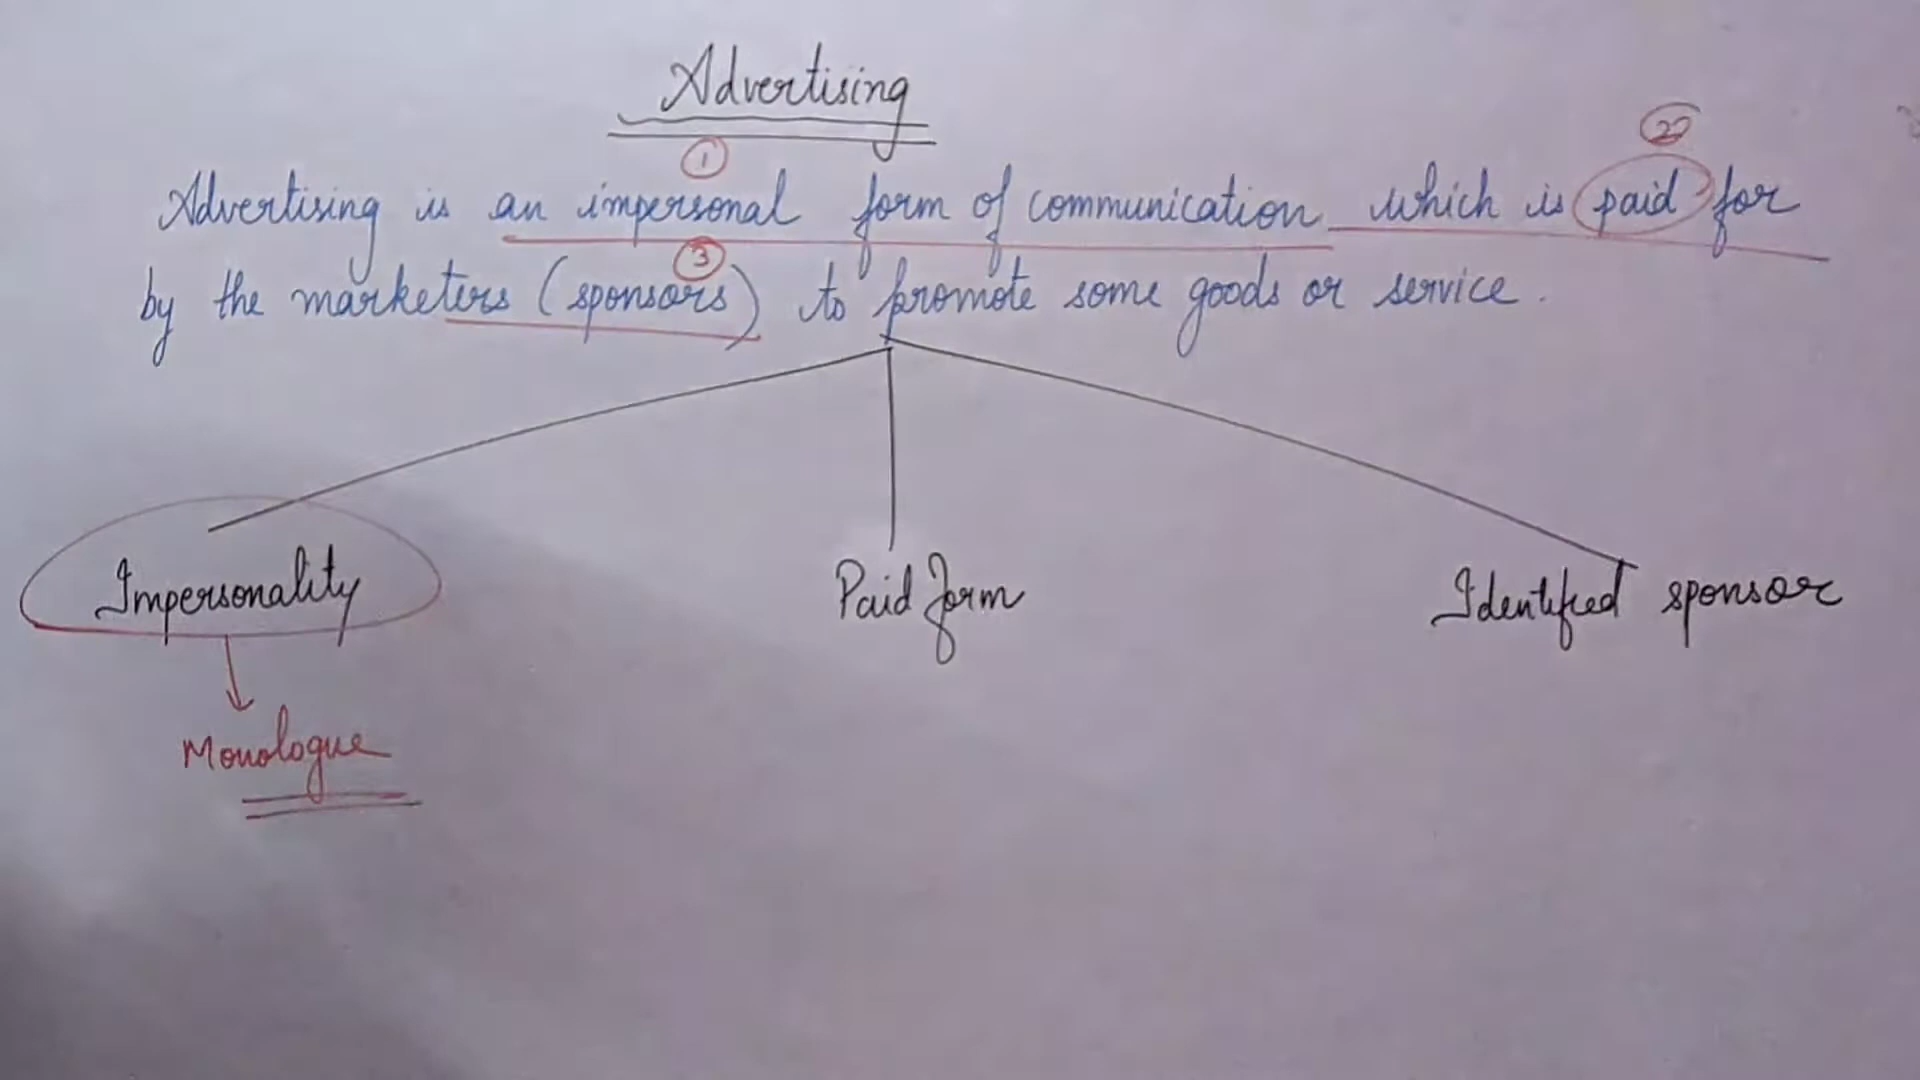 Advertising
①
②
Advertising is an impersonal form of communication which is paid for
③
by the marketers (sponsors) to promote some goods or service.
Impersonality Paid form Identified sponsor
Monologue